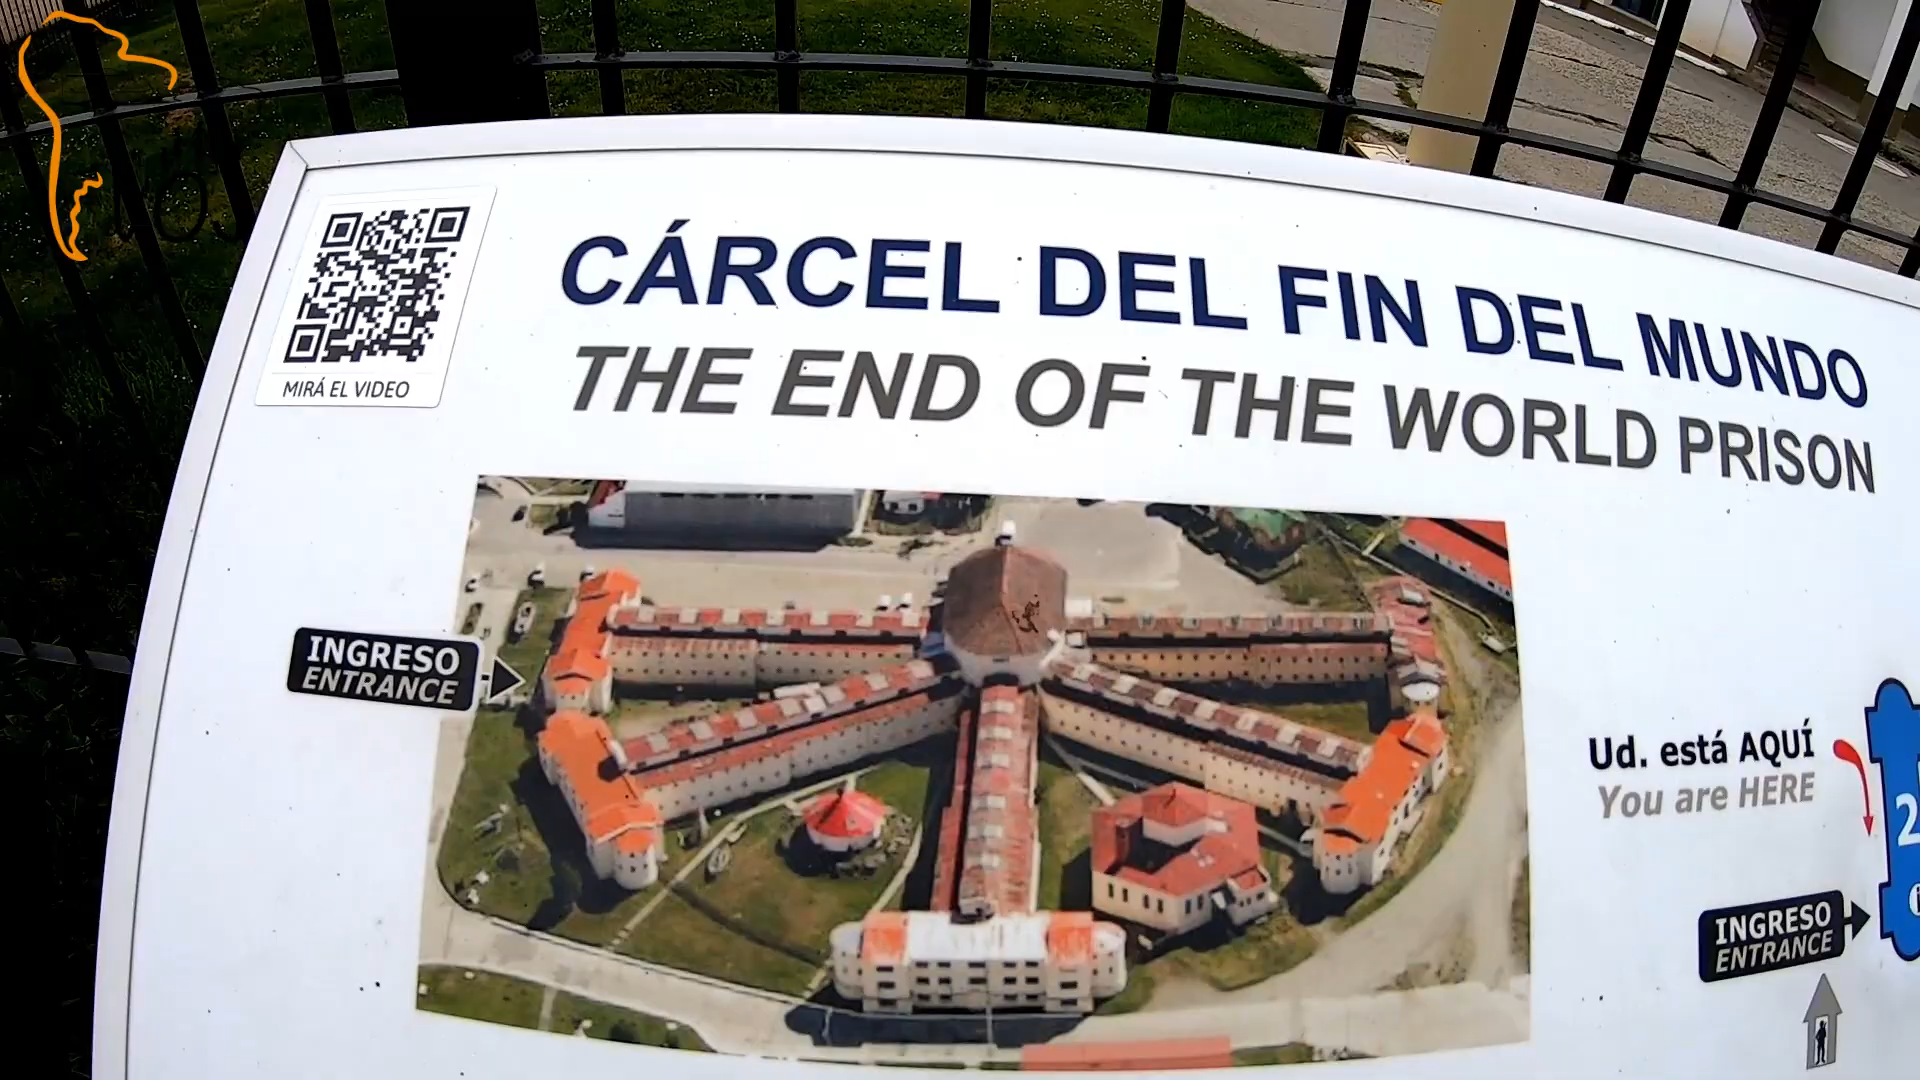 MIRÁ EL VIDEO
CÁRCEL DEL FIN DEL MUNDO
THE END OF THE WORLD PRISON
INGRESO
ENTRANCE
Ud. está AQUÍ
You are HERE
2
INGRESO
ENTRANCE